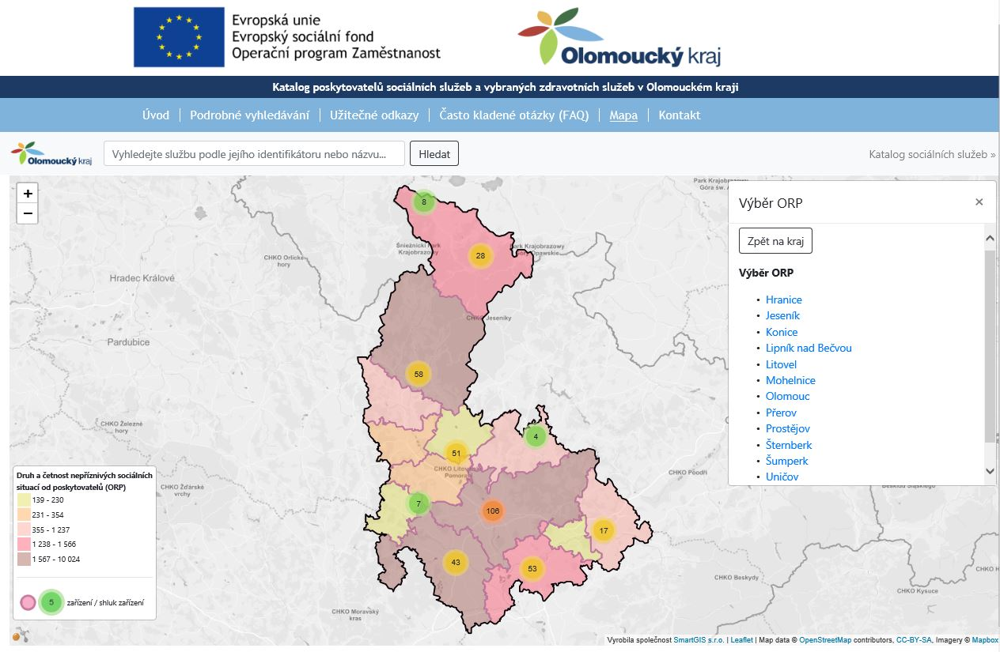 Evropská unie
Evropský sociální fond
Operační program Zaměstnanost
Olomoucký kraj
Katalog poskytovatelů sociálních služeb a vybraných zdravotních služeb v Olomouckém kraji
Úvod
Podrobné vyhledávání
Užitečné odkazy
Často kladené otázky (FAQ)
Mapa
Kontakt
Olomoucký kraj
Vyhledejte službu podle jejího identifikátoru nebo názvu...
Hledat
Katalog sociálních služeb »
+
−
Park Krajobrazowy
Góra św. A
8
Śnieżnicki Park
Krajobrazowy
28
Park Krajobrazowy
Góry Opawskie
CHKO Orlické
hory
Hradec Králové
CHKO Jeseníky
Pardubice
58
CHKO Železné
hory
4
51
CHKO Litovelské
Pomoraví
CHKO Poodří
CHKO Žďárské
vrchy
7
106
17
43
53
CHKO Beskydy
CHKO Kysuce
CHKO H
CHKO Moravský
kras
Beskid Śląskiego
Výběr ORP
×
Zpět na kraj
Výběr ORP
• Hranice
• Jeseník
• Konice
• Lipník nad Bečvou
• Litovel
• Mohelnice
• Olomouc
• Přerov
• Prostějov
• Šternberk
• Šumperk
• Uničov
Druh a četnost nepříznivých sociálních
situací od poskytovatelů (ORP)
139 - 230
231 - 354
355 - 1 237
1 238 - 1 566
1 567 - 10 024
5
zařízení / shluk zařízení
Vyrobila společnost SmartGIS s.r.o. | Leaflet | Map data © OpenStreetMap contributors, CC-BY-SA, Imagery © Mapbox